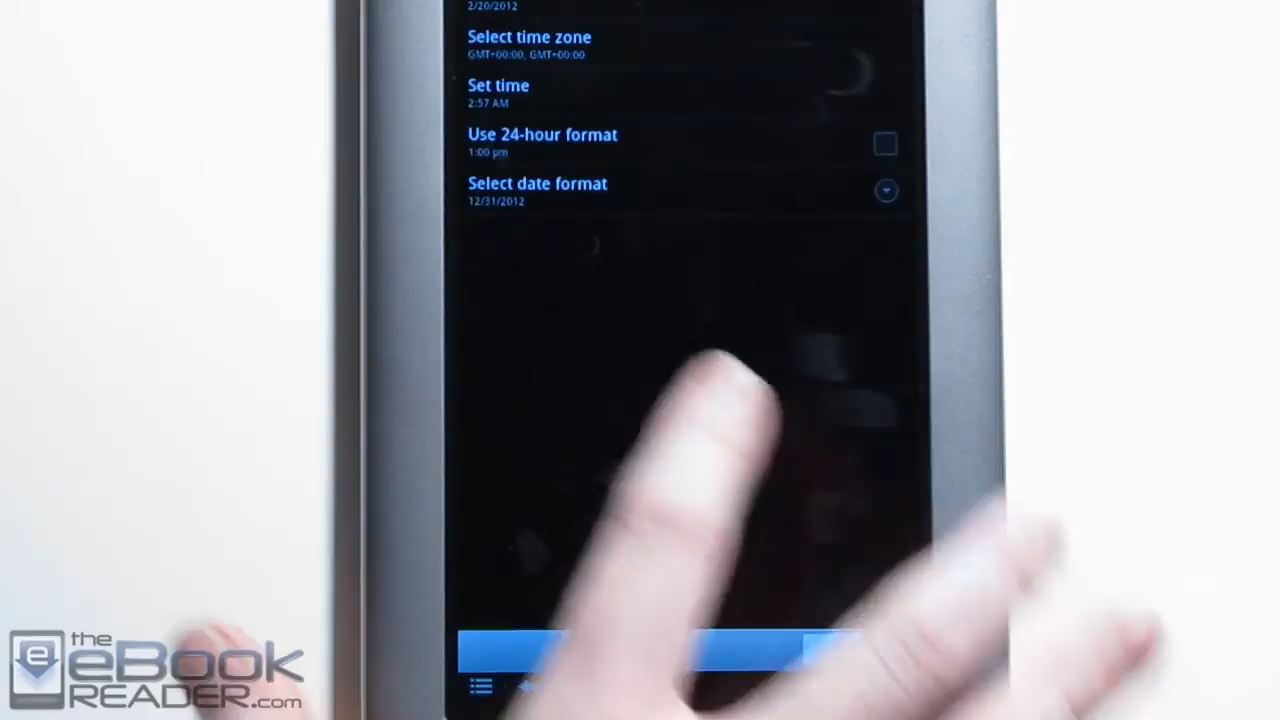 2/20/2012
Select time zone
GMT+00:00, GMT+00:00
Set time
2:57 AM
Use 24-hour format
1:00 pm
Select date format
12/31/2012
the
eBook
READER.com